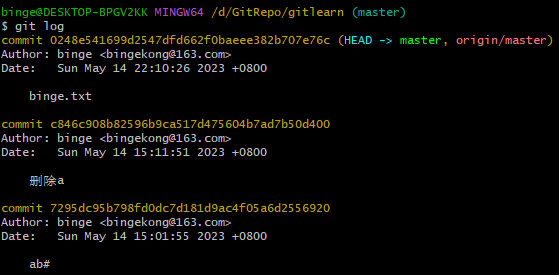 binge@DESKTOP-BPGV2KK MINGW64 /d/GitRepo/gitlearn (master)
$ git log
commit 0248e541699d2547dfd662f0baeee382b707e76c (HEAD -> master, origin/master)
Author: binge <bingekong@163.com>
Date:   Sun May 14 22:10:26 2023 +0800
    binge.txt
commit c846c908b82596b9ca517d475604b7ad7b50d400
Author: binge <bingekong@163.com>
Date:   Sun May 14 15:11:51 2023 +0800
    删除a
commit 7295dc95b798fd0dc7d181d9ac4f05a6d2556920
Author: binge <bingekong@163.com>
Date:   Sun May 14 15:01:55 2023 +0800
    ab#